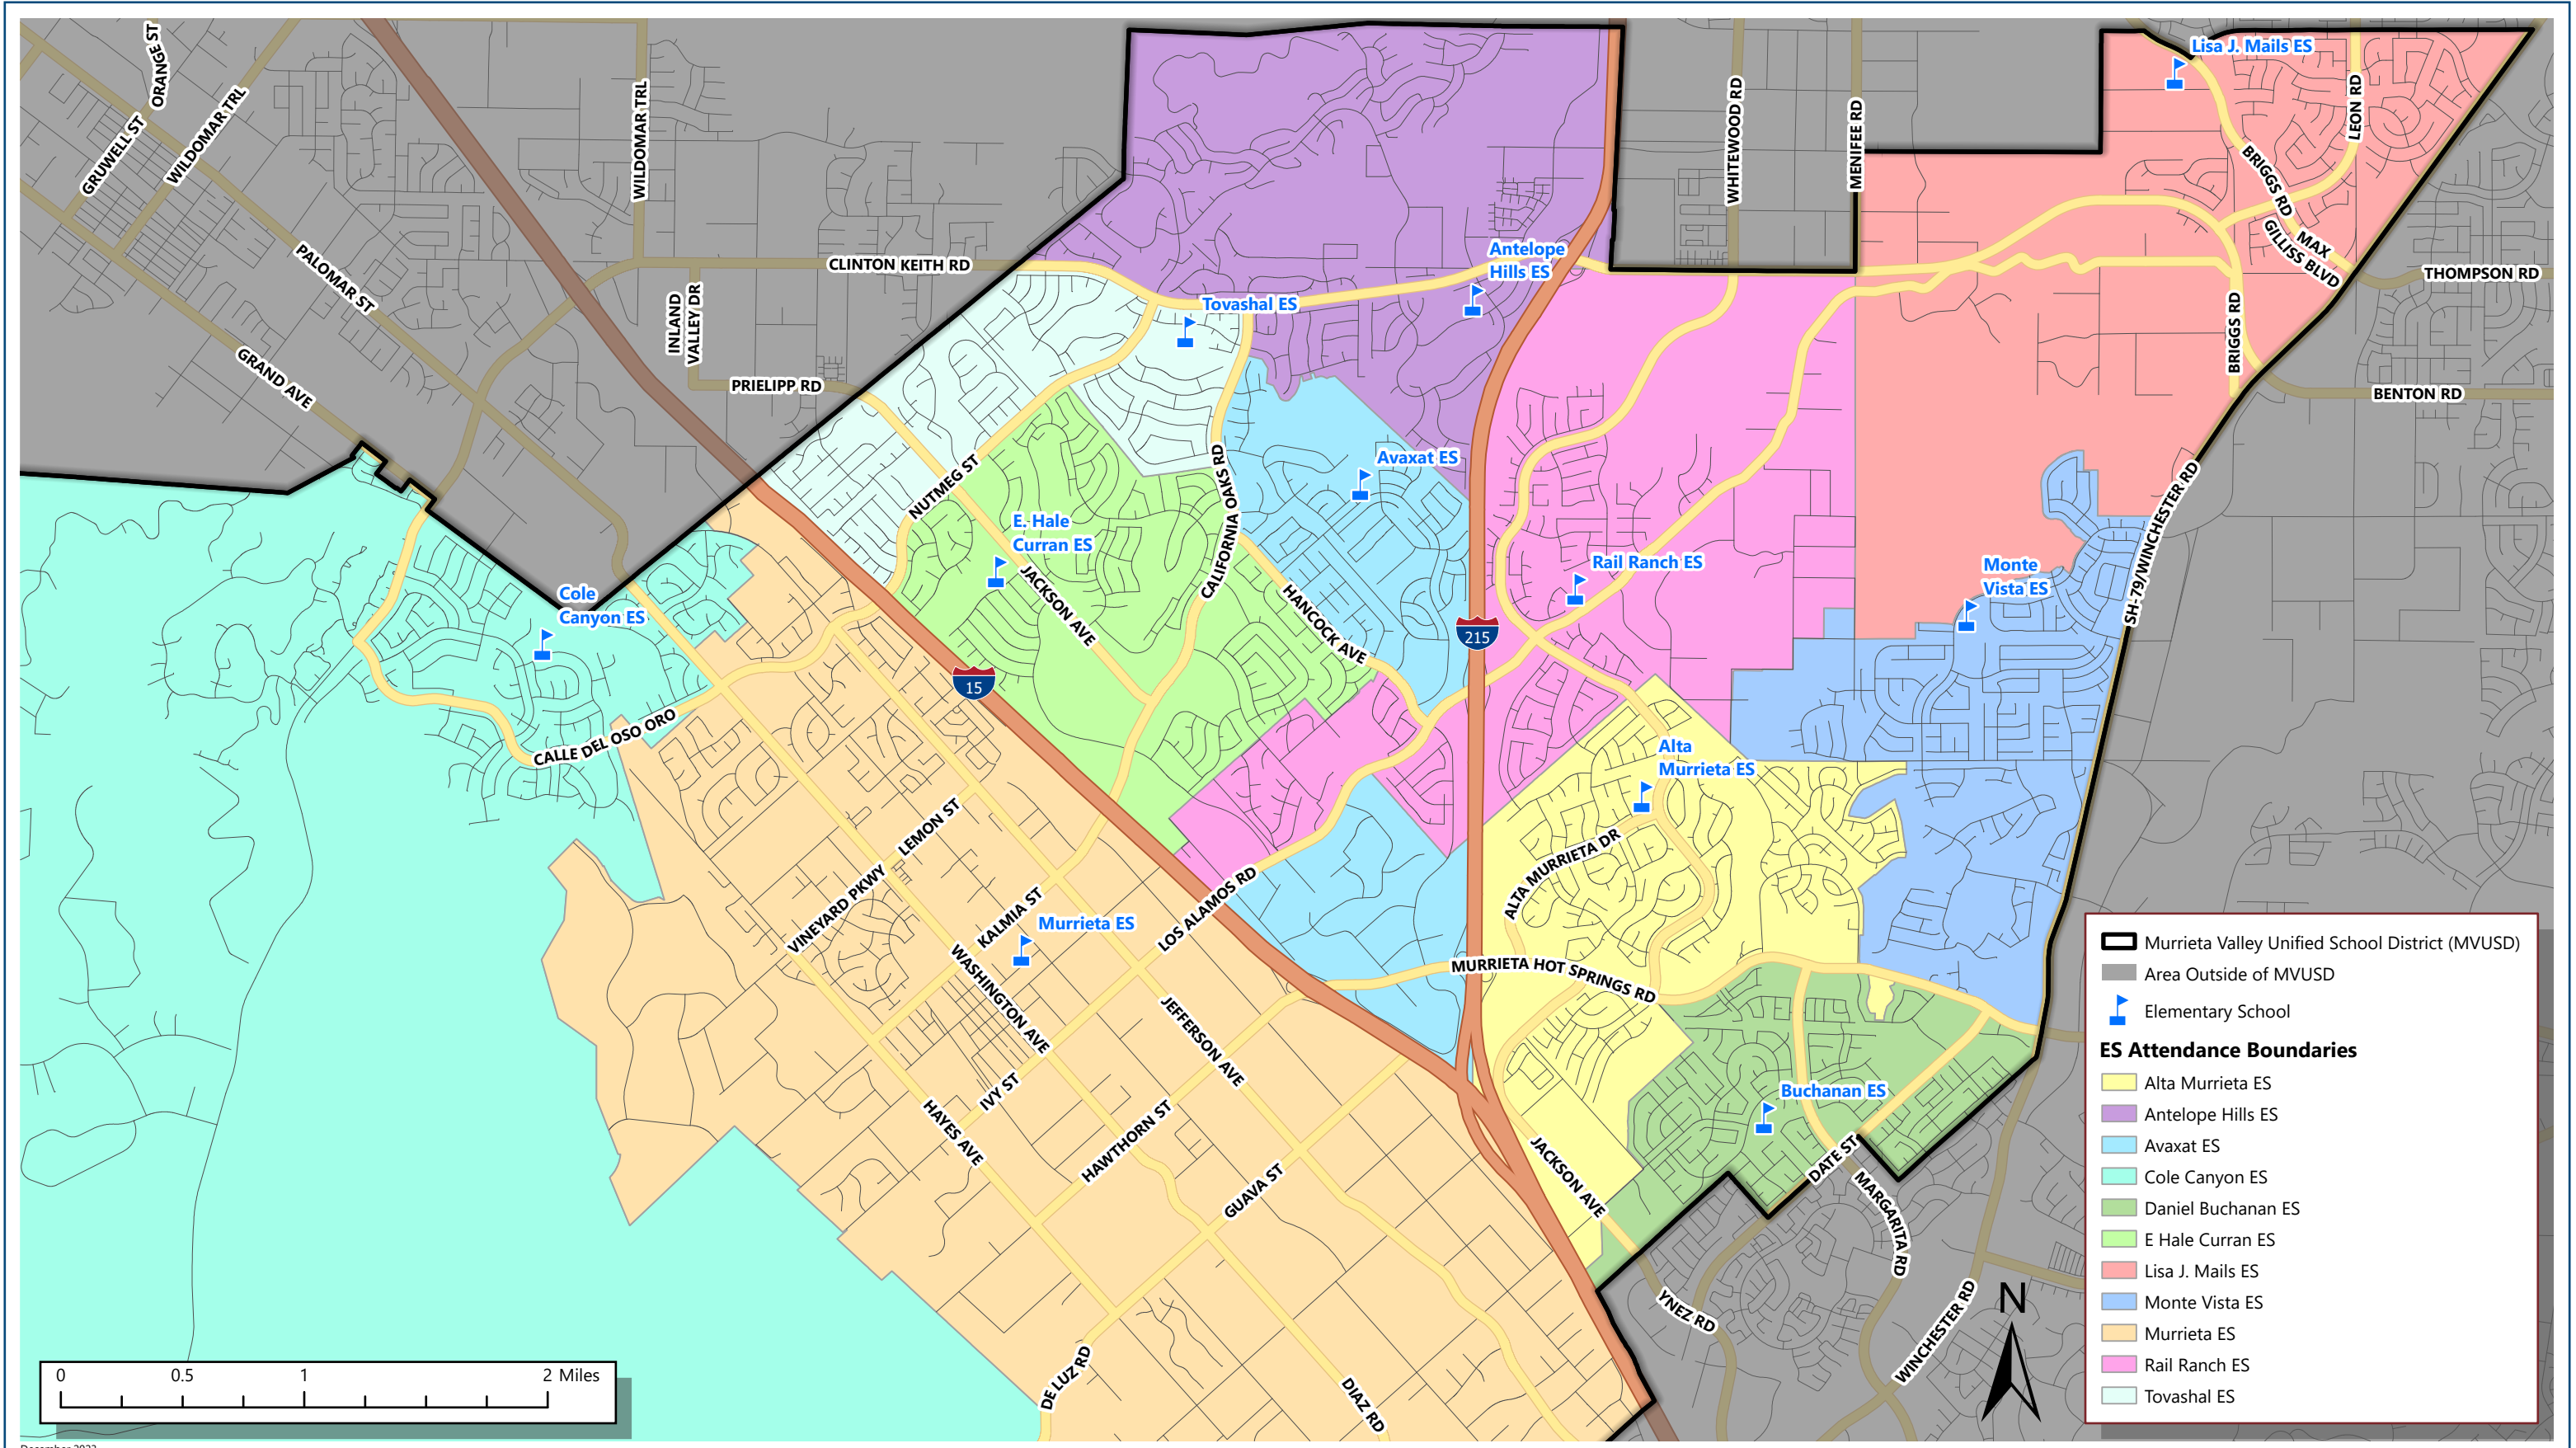 ORANGE ST
GRUWELL ST
WILDOMAR TRL
WILDOMAR TRL
WHITEWOOD RD
MENIFEE RD
Lisa J. Mails ES
LEON RD
BRIGGS RD
MAX
GILLISS BLVD
THOMPSON RD
BRIGGS RD
BENTON RD
PALOMAR ST
GRAND AVE
INLAND
VALLEY DR
CLINTON KEITH RD
PRIELIPP RD
Antelope
Hills ES
Tovashal ES
Avaxat ES
NUTMEG ST
CALIFORNIA OAKS RD
E. Hale
Curran ES
JACKSON AVE
HANCOCK AVE
215
Rail Ranch ES
Monte
Vista ES
SH-79/WINCHESTER RD
Cole
Canyon ES
15
CALLE DEL OSO ORO
Alta
Murrieta ES
ALTA MURRIETA DR
LEMON ST
VINEYARD PKWY
KALMIA ST
Murrieta ES
LOS ALAMOS RD
WASHINGTON AVE
MURRIETA HOT SPRINGS RD
JEFFERSON AVE
IVY ST
HAYES AVE
HAWTHORN ST
GUAVA ST
Buchanan ES
JACKSON AVE
DATE ST
MARGARITA RD
YNEZ RD
WINCHESTER RD
DE LUZ RD
DIAZ RD
N
Murrieta Valley Unified School District (MVUSD)
Area Outside of MVUSD
Elementary School
ES Attendance Boundaries
Alta Murrieta ES
Antelope Hills ES
Avaxat ES
Cole Canyon ES
Daniel Buchanan ES
E Hale Curran ES
Lisa J. Mails ES
Monte Vista ES
Murrieta ES
Rail Ranch ES
Tovashal ES
0 0.5 1 2 Miles